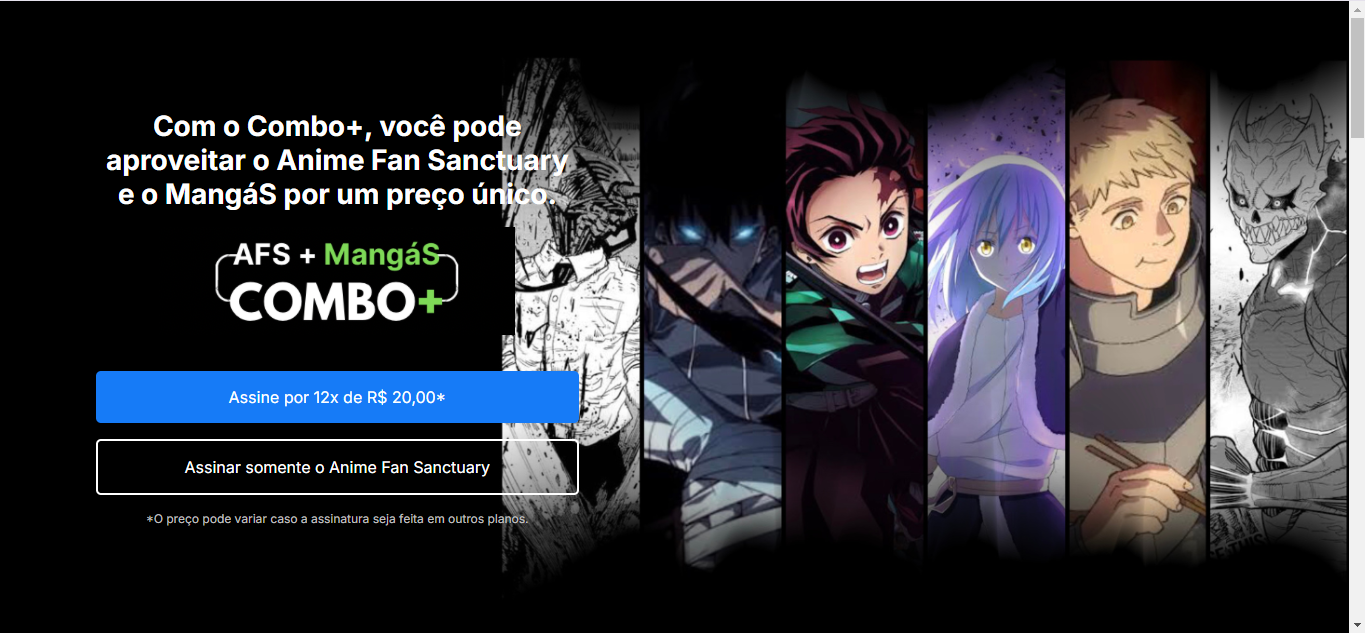 Com o Combo+, você pode
aproveitar o Anime Fan Sanctuary
e o MangáS por um preço único.
AFS + MangáS
COMBO+
Assine por 12x de R$ 20,00*
Assinar somente o Anime Fan Sanctuary
*O preço pode variar caso a assinatura seja feita em outros planos.